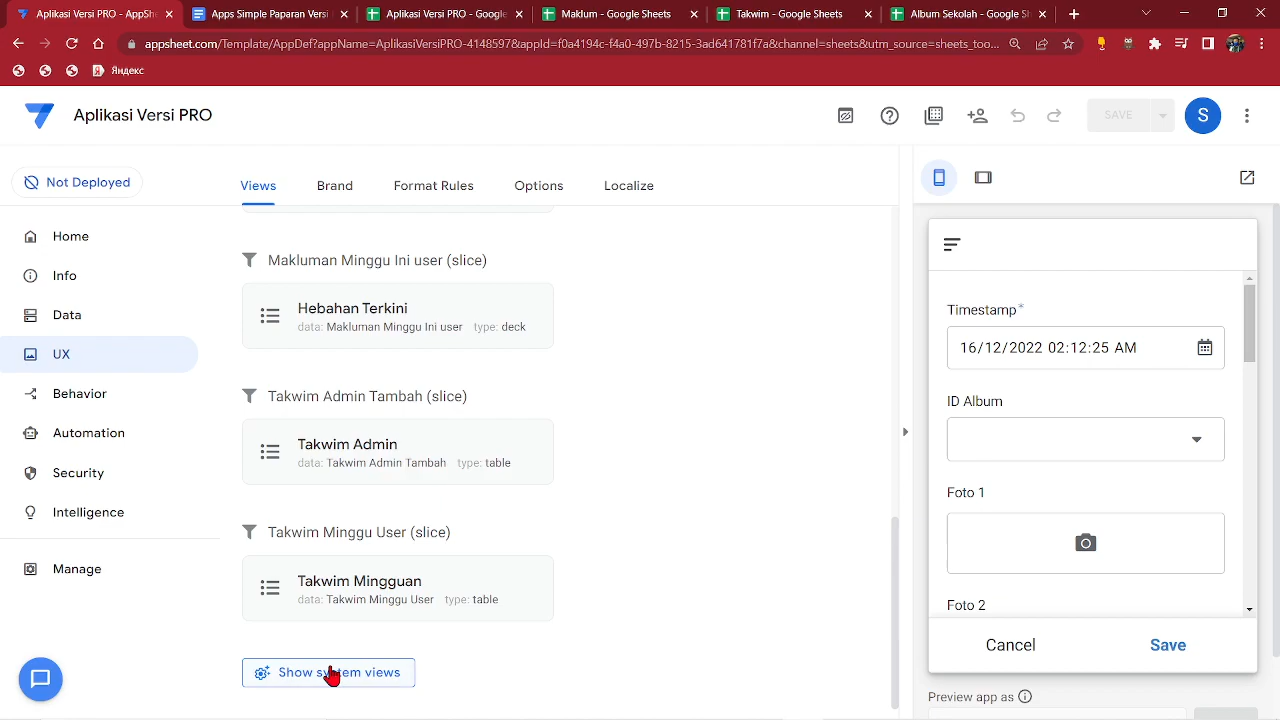 Aplikasi Versi PRO - AppShe
Apps Simple Paparan Versi
Aplikasi Versi PRO - Google
Maklum - Google Sheets
Takwim - Google Sheets
Album Sekolah - Google Sh
appsheet.com/Template/AppDef?appName=AplikasiVersiPRO-4148597&appId=f0a4194c-f4a0-497b-8215-3ad641781f7a&channel=sheets&utm_source=sheets_too...
Яндекс
Aplikasi Versi PRO
SAVE
S
Not Deployed
Views
Brand
Format Rules
Options
Localize
Home
Info
Data
UX
Behavior
Automation
Security
Intelligence
Manage
Makluman Minggu Ini user (slice)
Hebahan Terkini
data: Makluman Minggu Ini user type: deck
Takwim Admin Tambah (slice)
Takwim Admin
data: Takwim Admin Tambah type: table
Takwim Minggu User (slice)
Takwim Mingguan
data: Takwim Minggu User type: table
Show system views
Timestamp*
16/12/2022 02:12:25 AM
ID Album
Foto 1
Foto 2
Cancel
Save
Preview app as